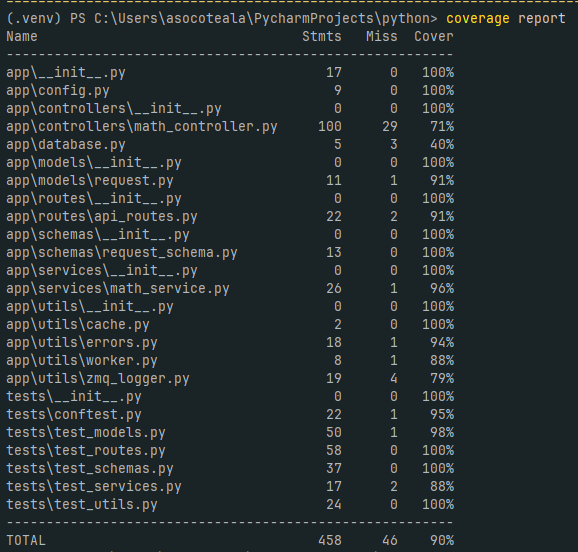 (.venv) PS C:\Users\asocoteala\PycharmProjects\python> coverage report
Name                                Stmts   Miss  Cover
--------------------------------------------------------
app\__init__.py                        17      0   100%
app\config.py                           9      0   100%
app\controllers\__init__.py             0      0   100%
app\controllers\math_controller.py    100     29    71%
app\database.py                         5      3    40%
app\models\__init__.py                  0      0   100%
app\models\request.py                  11      1    91%
app\routes\__init__.py                  0      0   100%
app\routes\api_routes.py               22      2    91%
app\schemas\__init__.py                 0      0   100%
app\schemas\request_schema.py          13      0   100%
app\services\__init__.py                0      0   100%
app\services\math_service.py           26      1    96%
app\utils\__init__.py                   0      0   100%
app\utils\cache.py                      2      0   100%
app\utils\errors.py                    18      1    94%
app\utils\worker.py                     8      1    88%
app\utils\zmq_logger.py                19      4    79%
tests\__init__.py                       0      0   100%
tests\conftest.py                      22      1    95%
tests\test_models.py                   50      1    98%
tests\test_routes.py                   58      0   100%
tests\test_schemas.py                  37      0   100%
tests\test_services.py                 17      2    88%
tests\test_utils.py                    24      0   100%
--------------------------------------------------------
TOTAL                                 458     46    90%